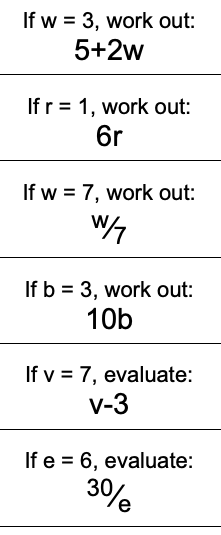 If w = 3, work out:
5+2w
If r = 1, work out:
6r
If w = 7, work out:
w/7
If b = 3, work out:
10b
If v = 7, evaluate:
v-3
If e = 6, evaluate:
30/e